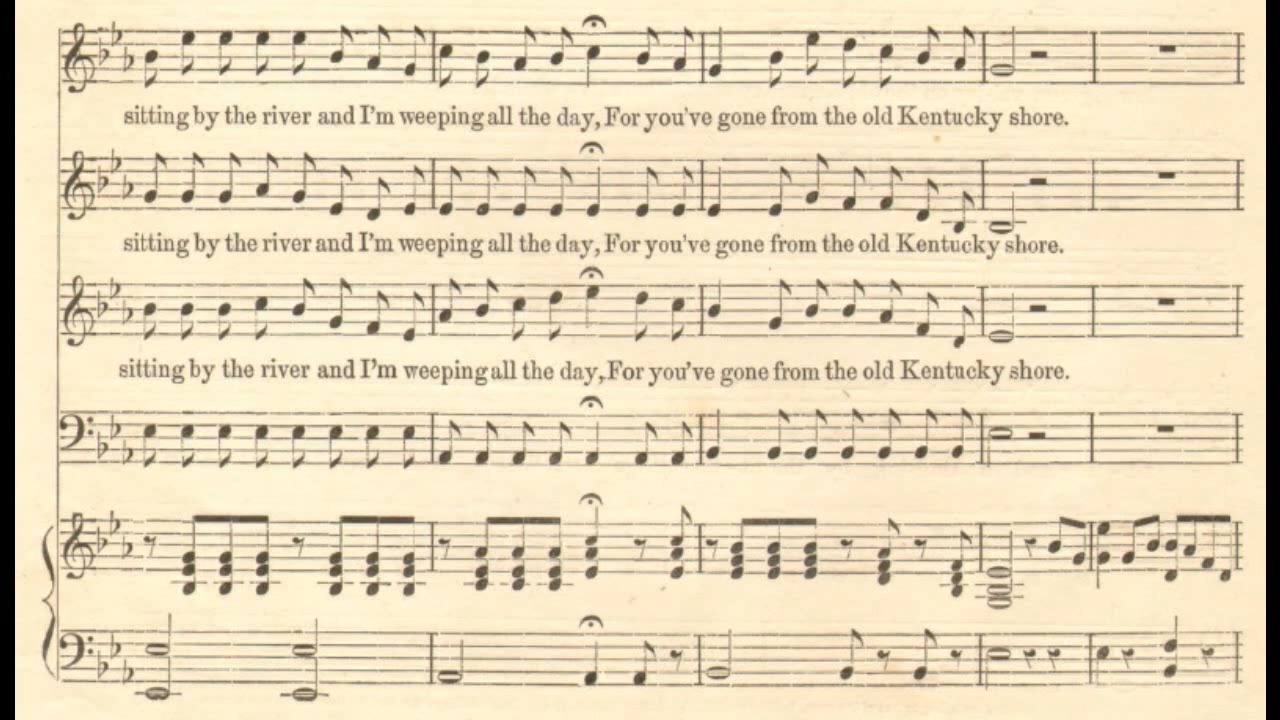 sitting by the river and I'm weeping all the day, For you've gone from the old Kentucky shore.
sitting by the river and I'm weeping all the day, For you've gone from the old Kentucky shore.
sitting by the river and I'm weeping all the day, For you've gone from the old Kentucky shore.